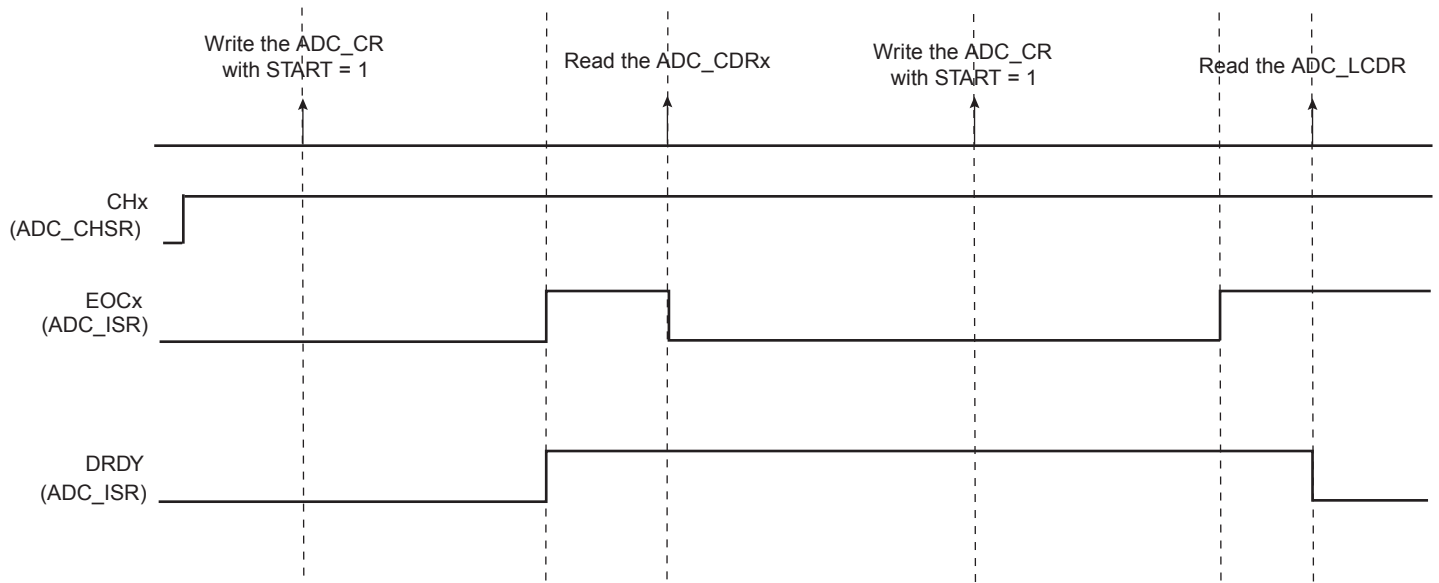 Write the ADC_CR
with START = 1
Read the ADC_CDRx
Write the ADC_CR
with START = 1
Read the ADC_LCDR
CHx
(ADC_CHSR)
EOCx
(ADC_ISR)
DRDY
(ADC_ISR)